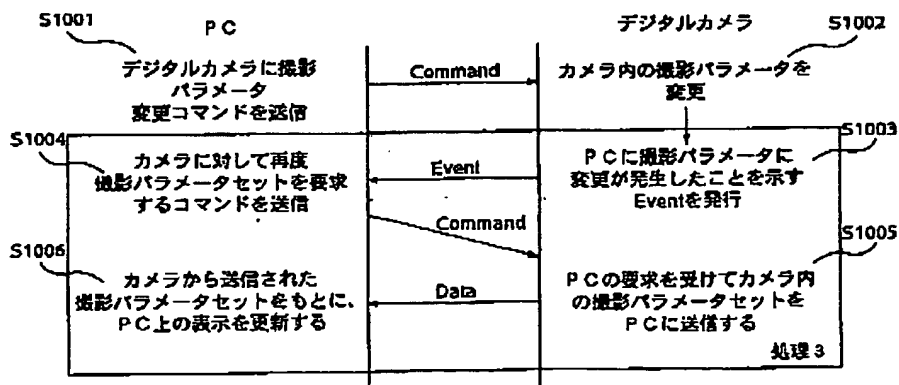 S1001
PC
デジタルカメラ
S1002
デジタルカメラに撮影
パラメータ
変更コマンドを送信
Command
カメラ内の撮影パラメータを
変更
S1004
S1003
カメラに対して再度
撮影パラメータセットを要求
するコマンドを送信
Event
PCに撮影パラメータに
変更が発生したことを示す
Eventを発行
Command
S1006
S1005
カメラから送信された
撮影パラメータセットをもとに、
PC上の表示を更新する
Data
PCの要求を受けてカメラ内
の撮影パラメータセットを
PCに送信する
処理3